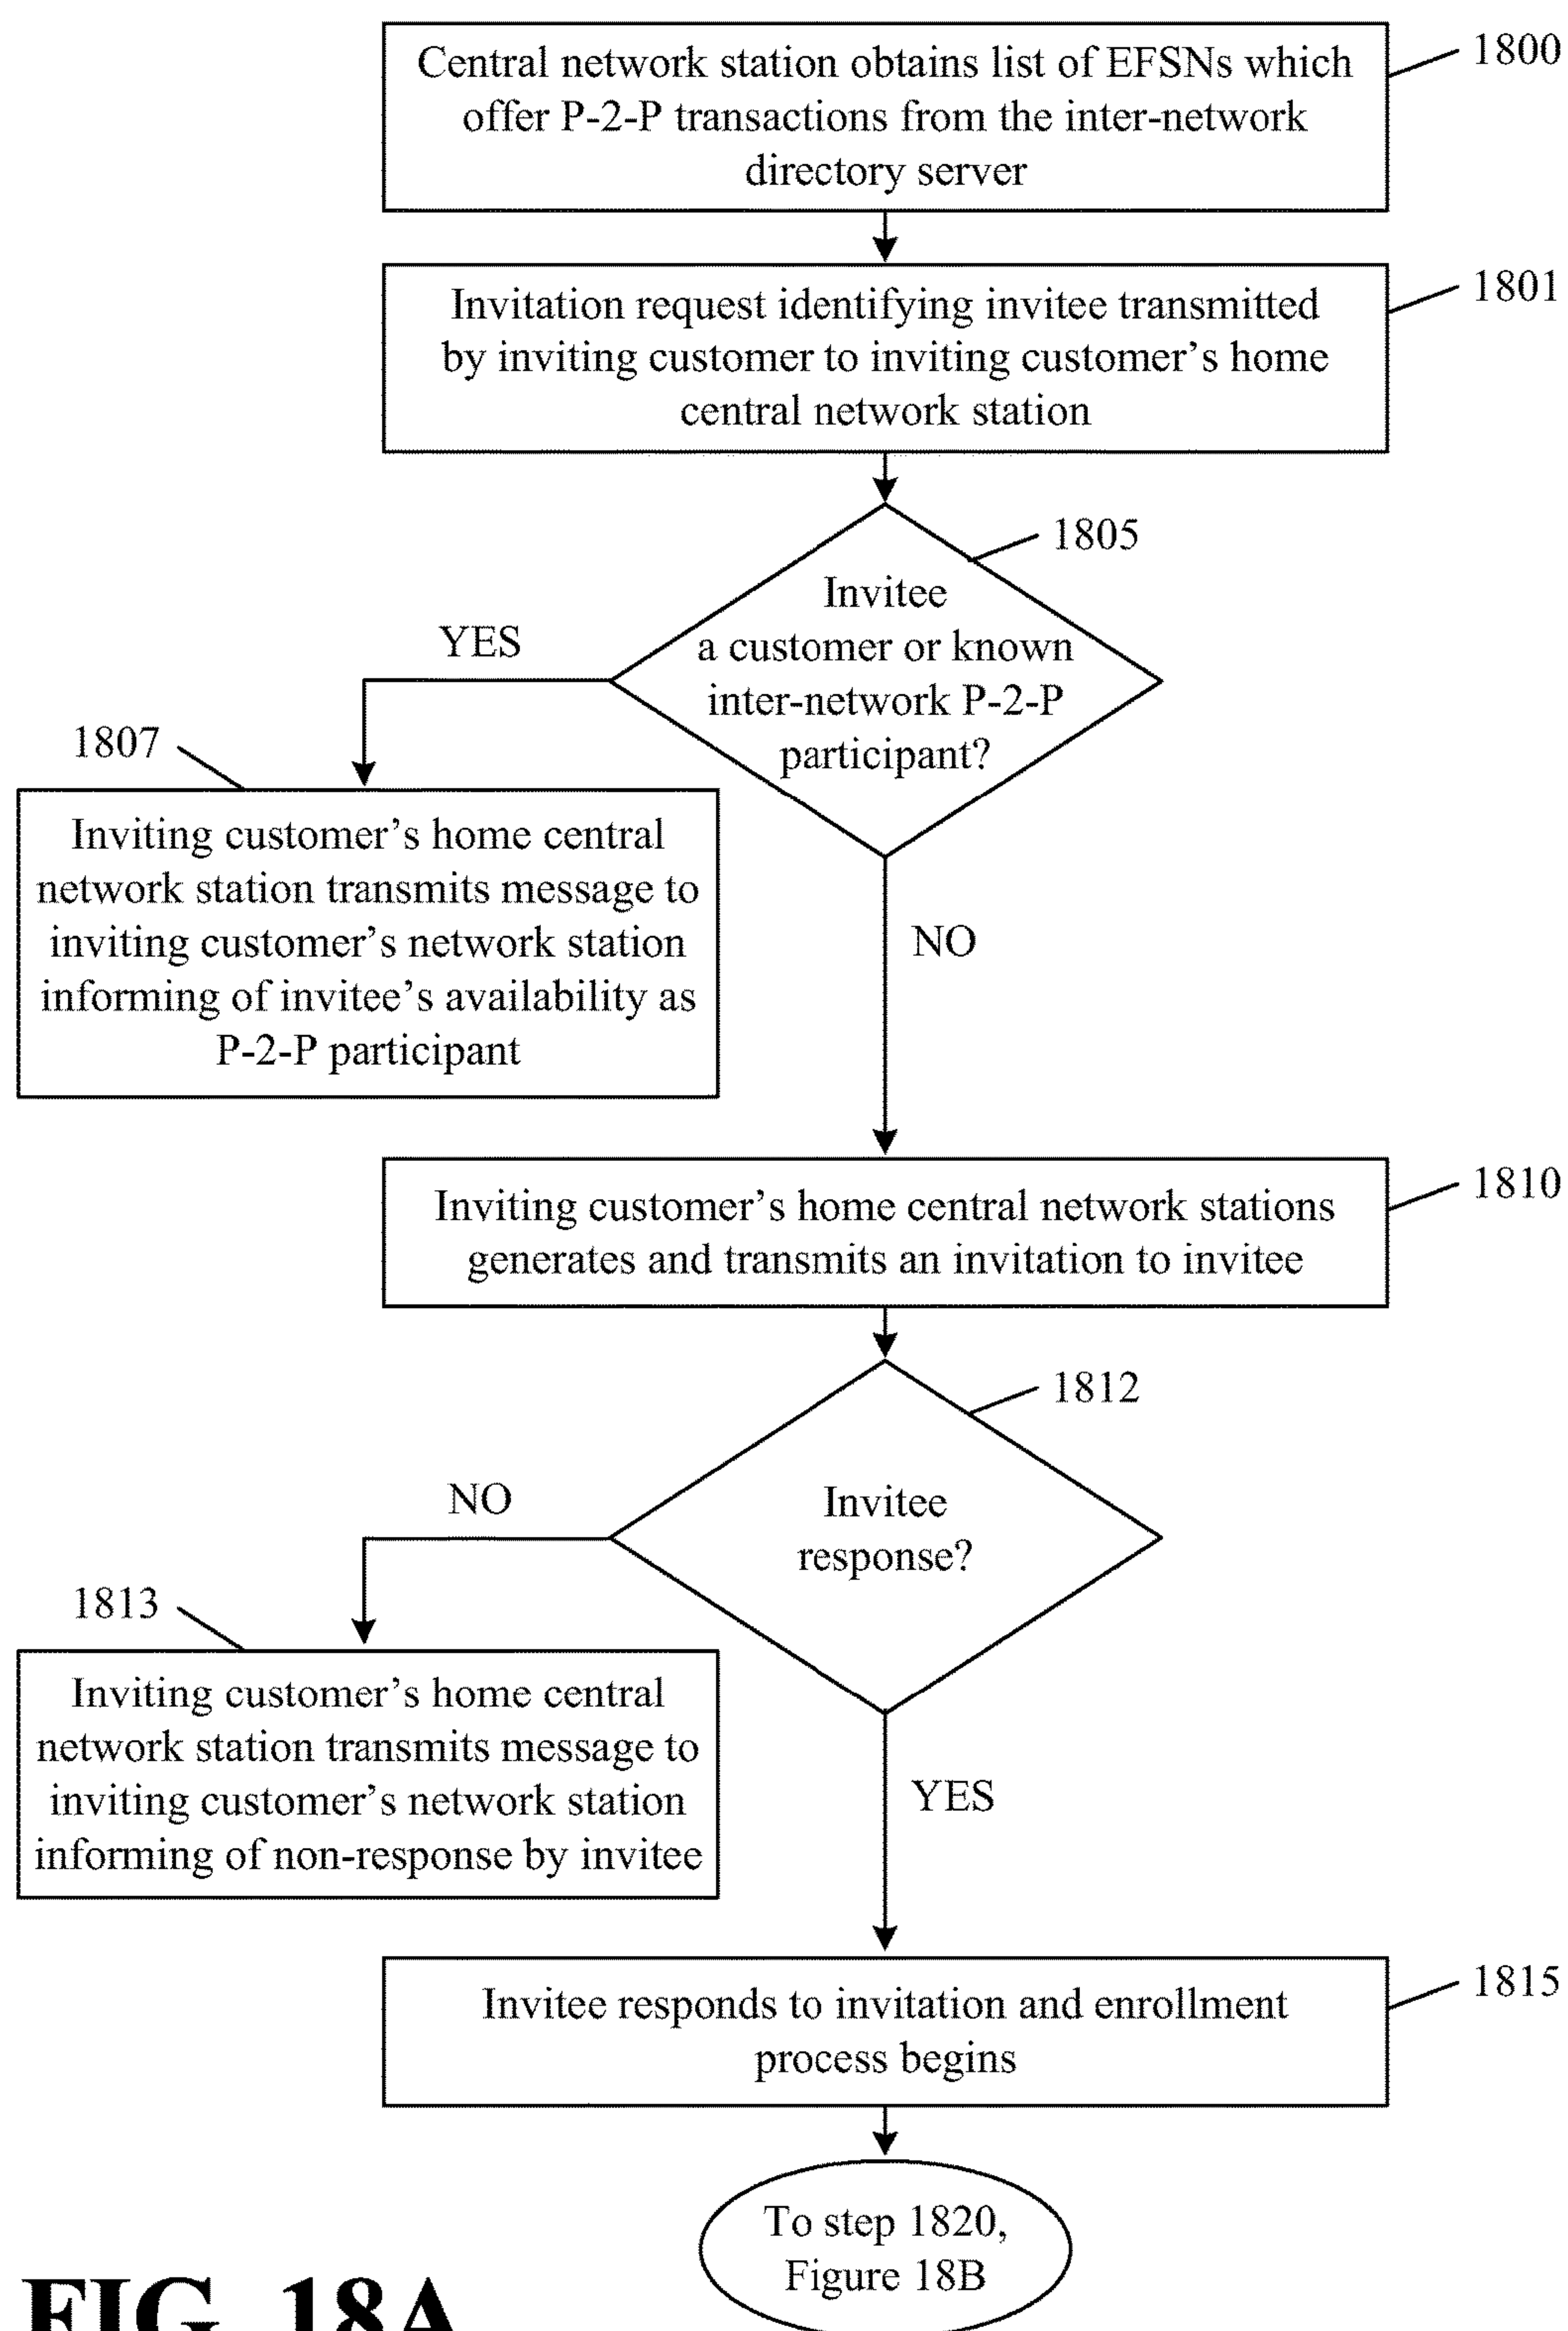 Central network station obtains list of EFSNs which
offer P-2-P transactions from the inter-network
directory server
1800
Invitation request identifying invitee transmitted
by inviting customer to inviting customer's home
central network station
1801
1805
Invitee
a customer or known
inter-network P-2-P
participant?
YES
1807
Inviting customer's home central
network station transmits message to
inviting customer's network station
informing of invitee's availability as
P-2-P participant
NO
Inviting customer's home central network stations
generates and transmits an invitation to invitee
1810
1812
Invitee
response?
NO
1813
Inviting customer's home central
network station transmits message to
inviting customer's network station
informing of non-response by invitee
YES
Invitee responds to invitation and enrollment
process begins
1815
To step 1820,
Figure 18B
FIG. 18A